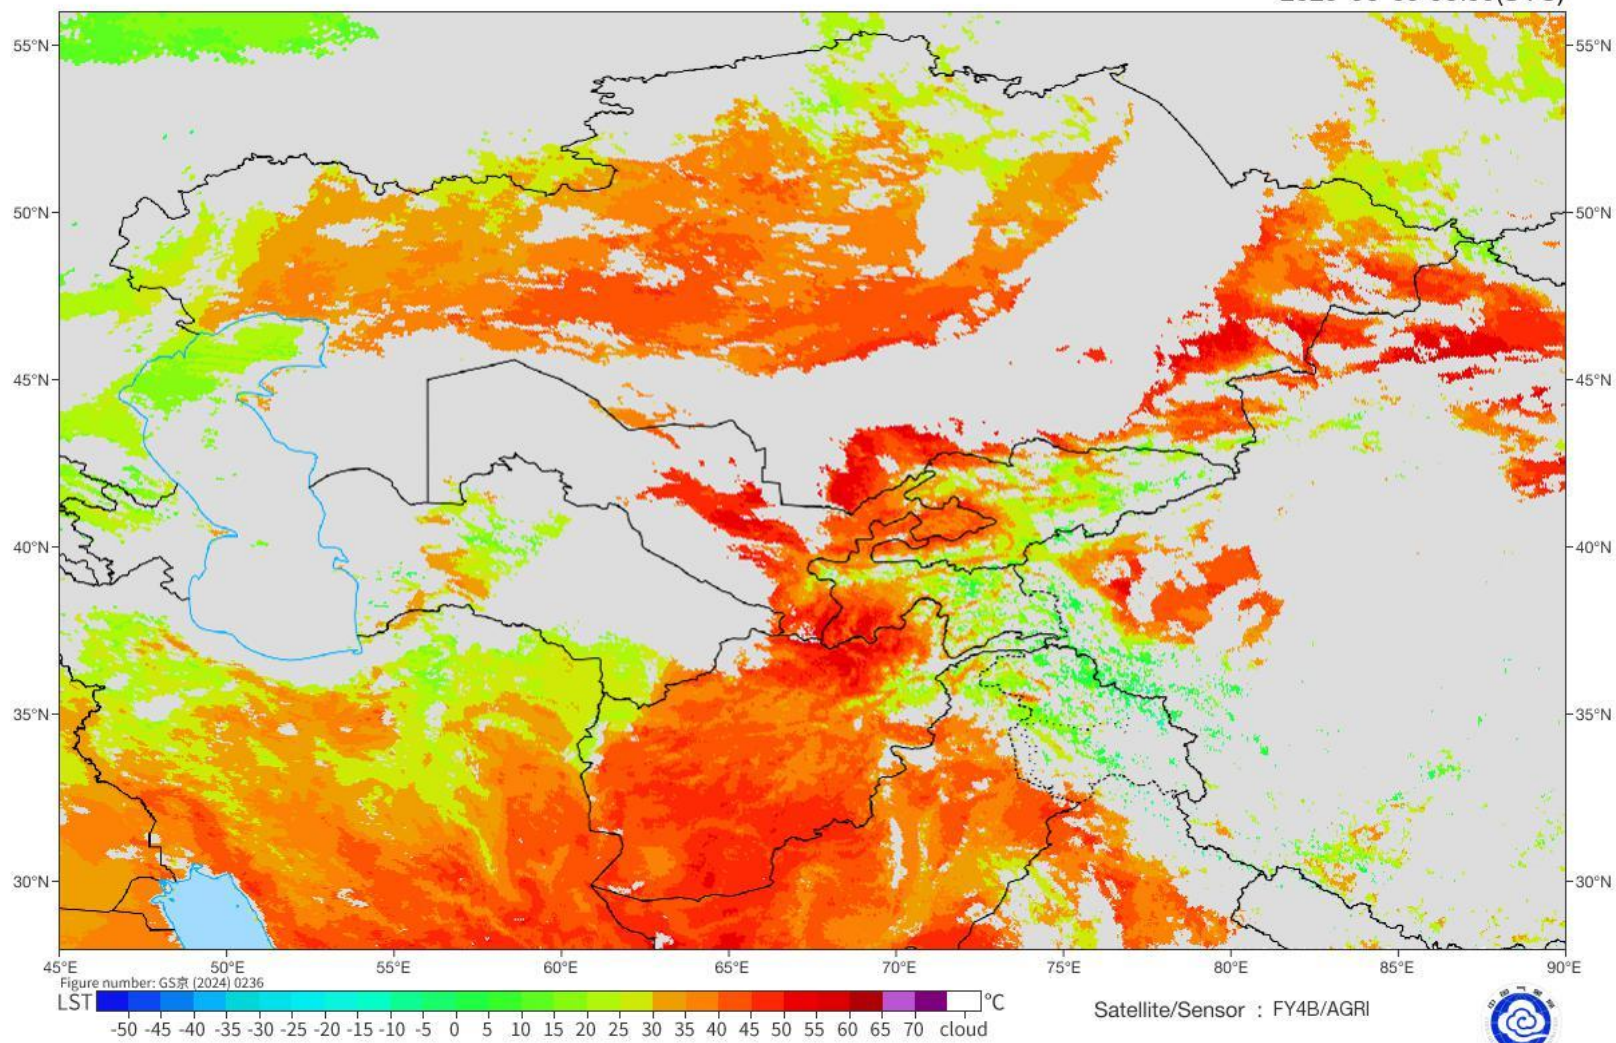 55°N
55°N
50°N
50°N
45°N
45°N
40°N
40°N
35°N
35°N
30°N
30°N
45°E 50°E 55°E 60°E 65°E 70°E 75°E 80°E 85°E 90°E
Figure number: GS京 (2024) 0236
LST
°C
-50 -45 -40 -35 -30 -25 -20 -15 -10 -5 0 5 10 15 20 25 30 35 40 45 50 55 60 65 70 cloud
Satellite/Sensor : FY4B/AGRI